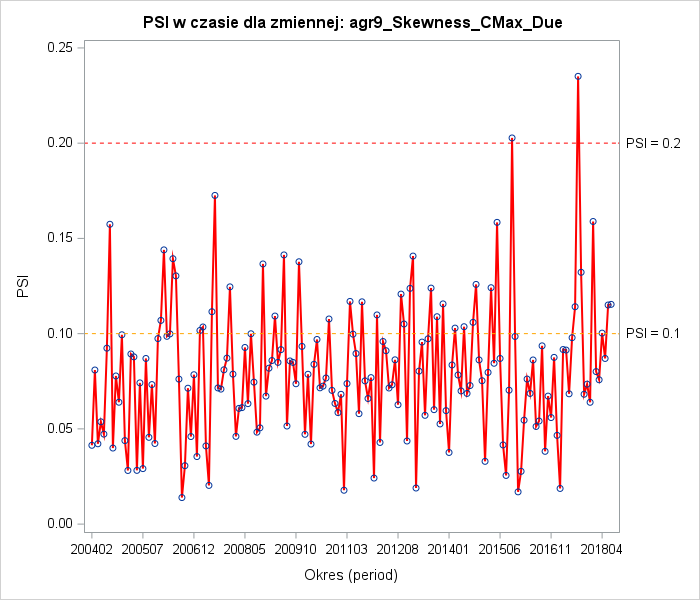 PSI w czasie dla zmiennej: agr9_Skewness_CMax_Due
0.25
0.20
0.15
0.10
0.05
0.00
PSI
PSI = 0.2
PSI = 0.1
200402 200507 200612 200805 200910 201103 201208 201401 201506 201611 201804
Okres (period)